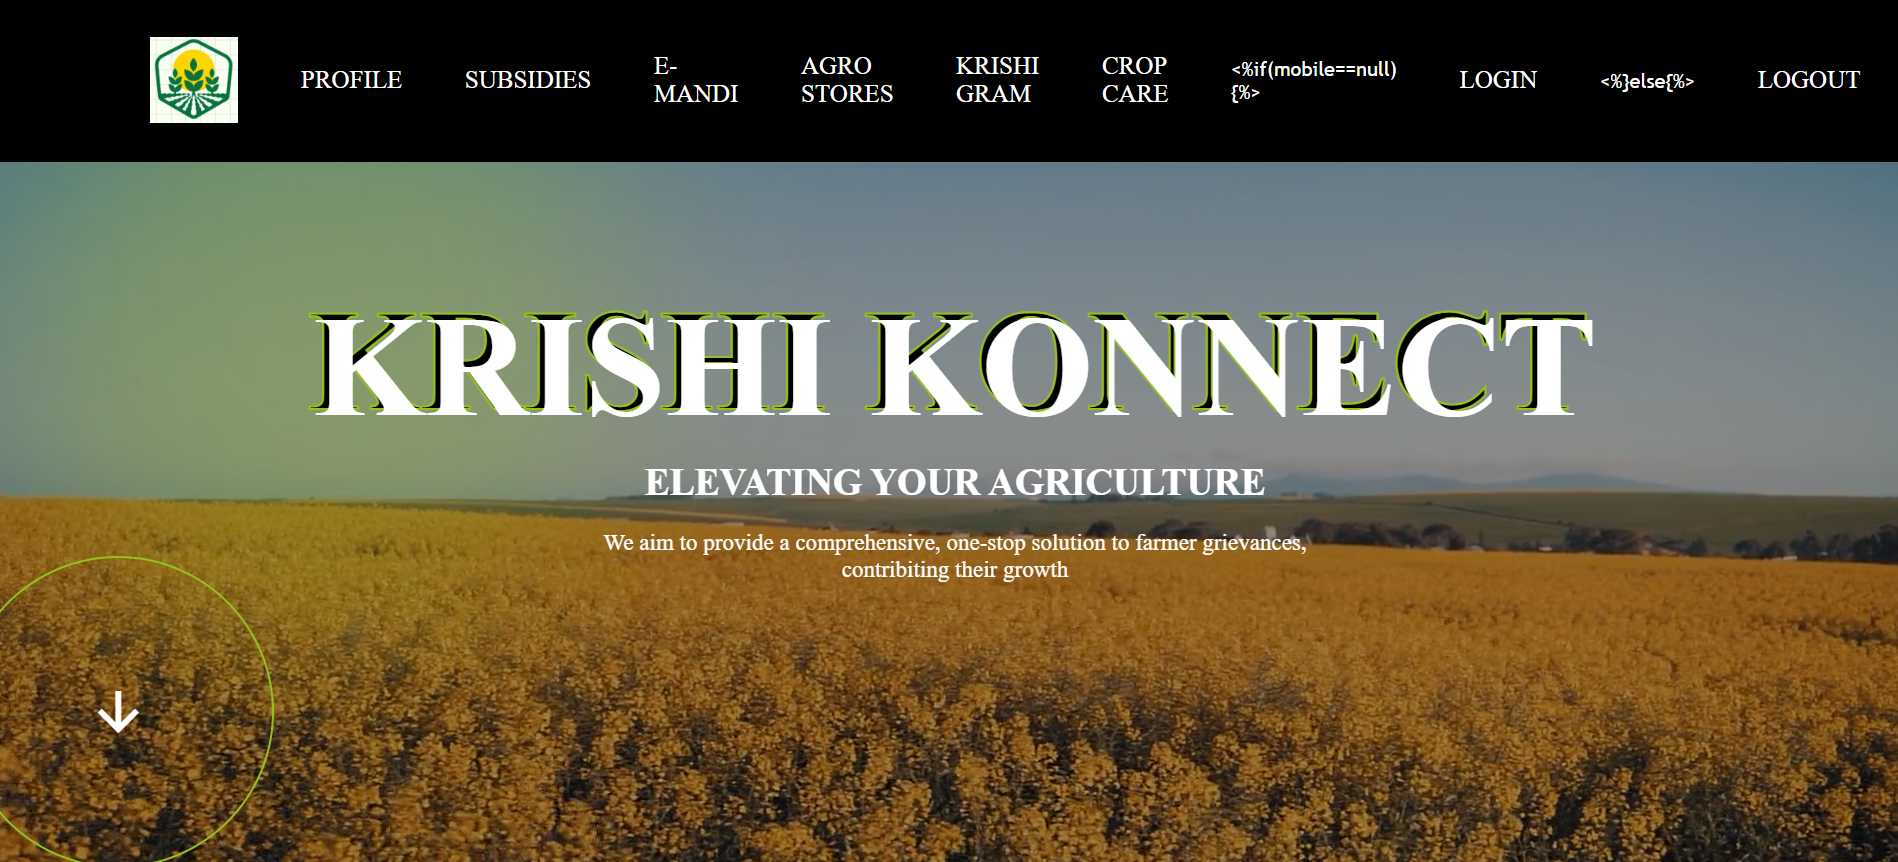 PROFILE
SUBSIDIES
E-
MANDI
AGRO
STORES
KRISHI
GRAM
CROP
CARE
<%if(mobile==null)
{%>
LOGIN
<%}else{%>
LOGOUT
KRISHI KONNECT
ELEVATING YOUR AGRICULTURE
We aim to provide a comprehensive, one-stop solution to farmer grievances,
contribiting their growth